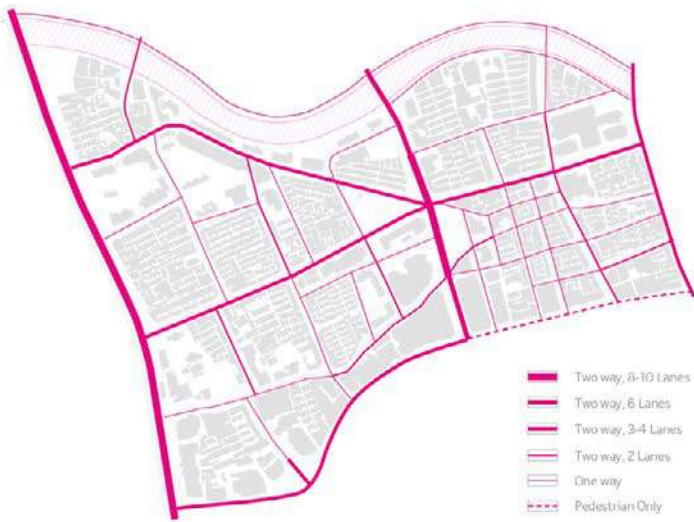 Two way, 8-10 Lanes
Two way, 6 Lanes
Two way, 3-4 Lanes
Two way, 2 Lanes
One way
Pedestrian Only